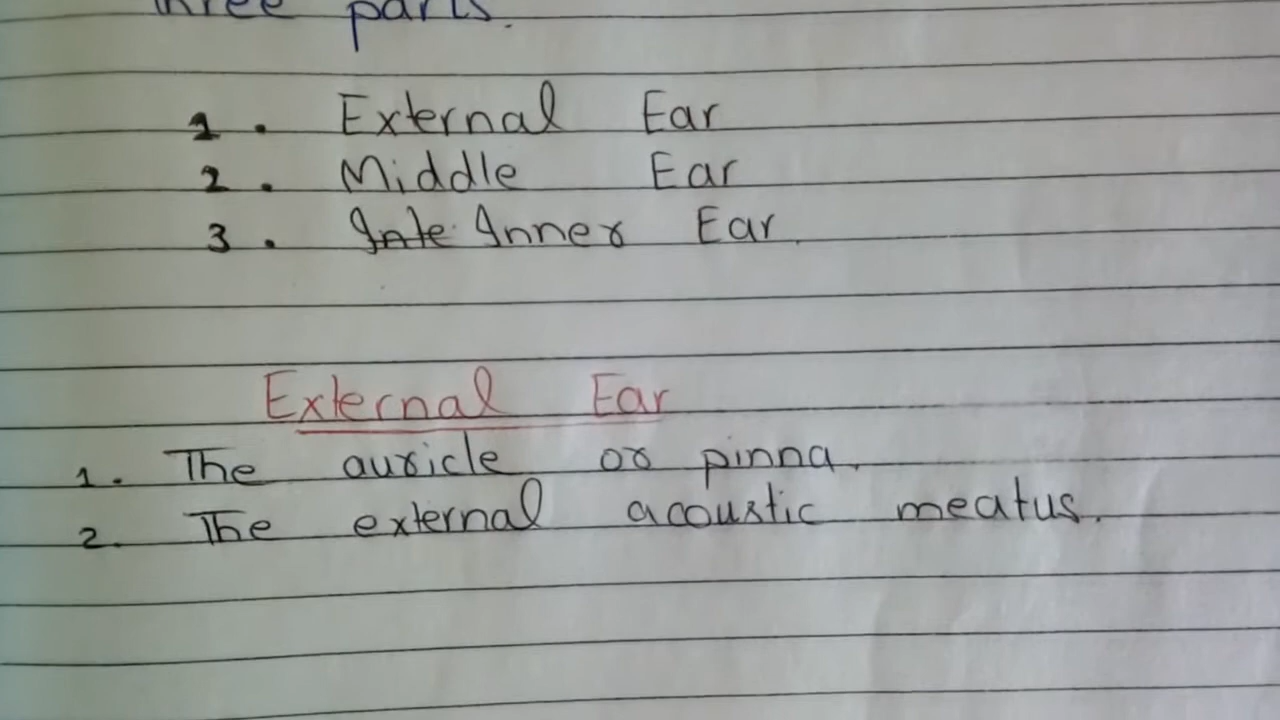 three parts.
1. External Ear
2. Middle Ear
3. Inte Inner Ear.
External Ear
1. The auricle or pinna.
2. The external acoustic meatus.